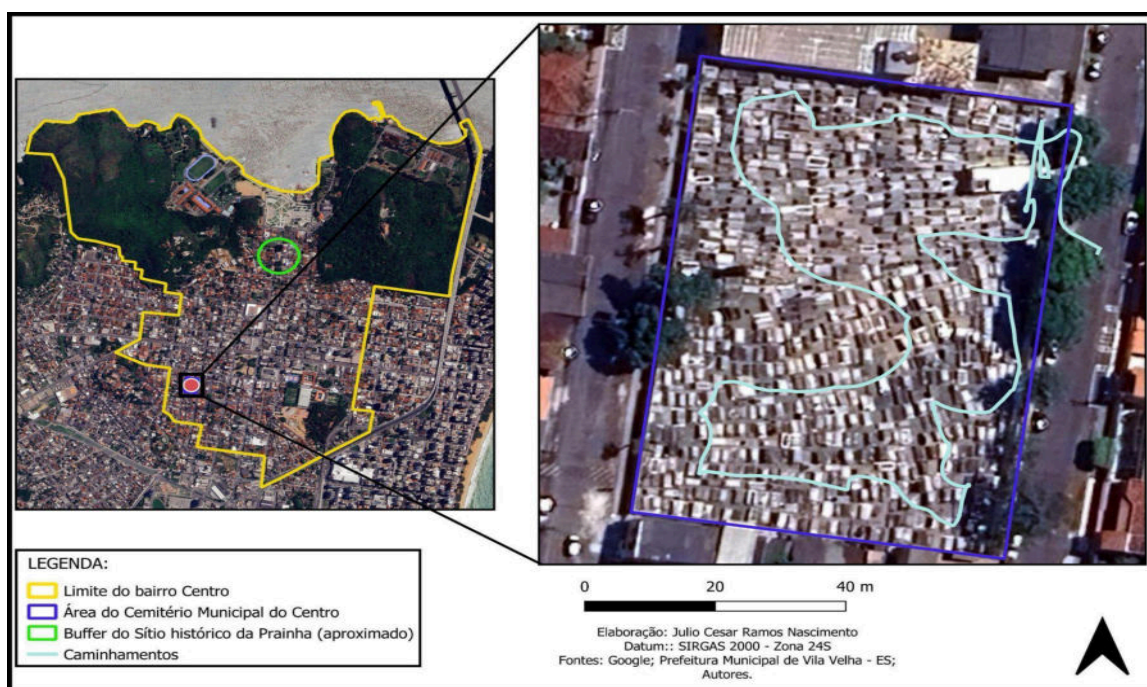 LEGENDA:
Limite do bairro Centro
Área do Cemitério Municipal do Centro
Buffer do Sítio histórico da Prainha (aproximado)
Caminhamentos
0 20 40 m
Elaboração: Julio Cesar Ramos Nascimento
Datum:: SIRGAS 2000 - Zona 24S
Fontes: Google; Prefeitura Municipal de Vila Velha - ES;
Autores.